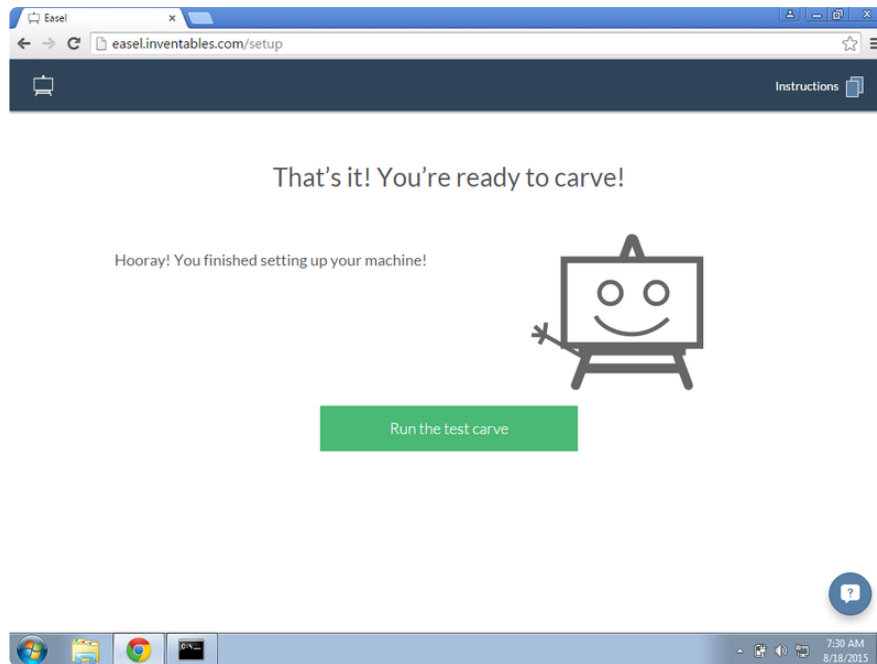 Easel
easel.inventables.com/setup
Instructions
That's it! You're ready to carve!
Hooray! You finished setting up your machine!
Run the test carve
?
7:30 AM
8/18/2015